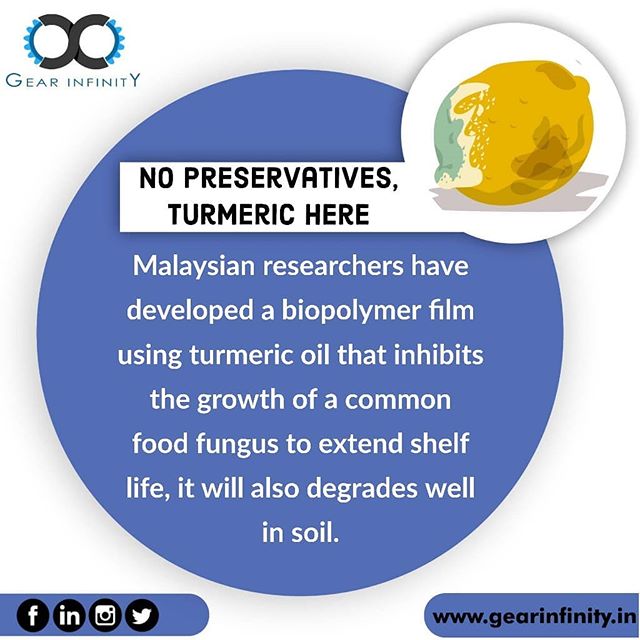 GEAR INFINITY
NO PRESERVATIVES,
TURMERIC HERE
Malaysian researchers have
developed a biopolymer film
using turmeric oil that inhibits
the growth of a common
food fungus to extend shelf
life, it will also degrades well
in soil.
www.gearinfinity.in